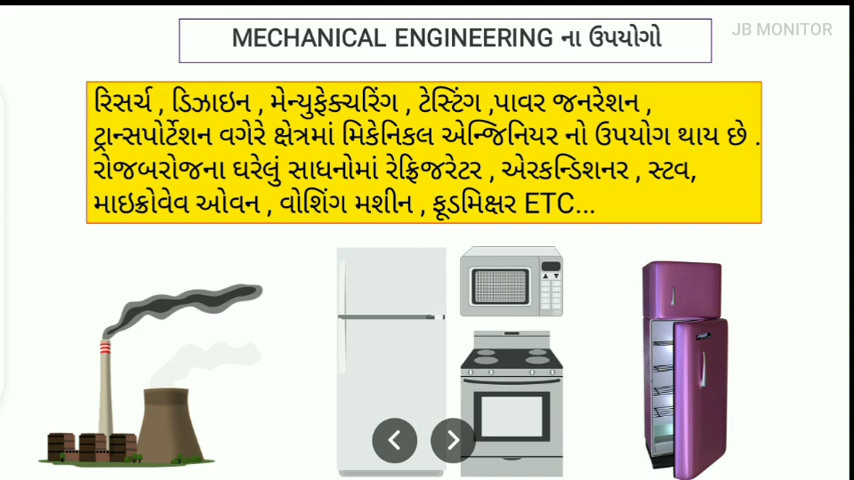 MECHANICAL ENGINEERING ના ઉપયોગો
JB MONITOR
રિસર્ચ , ડિઝાઇન , મેન્યુફેક્ચરિંગ , ટેસ્ટિંગ ,પાવર જનરેશન ,
ટ્રાન્સપોર્ટેશન વગેરે ક્ષેત્રમાં મિકેનિકલ એન્જિનિયર નો ઉપયોગ થાય છે .
રોજબરોજના ઘરેલું સાધનોમાં રેફ્રિજરેટર , એરકન્ડિશનર , સ્ટવ,
માઇક્રોવેવ ઓવન , વોશિંગ મશીન , ફૂડમિક્ષર ETC...